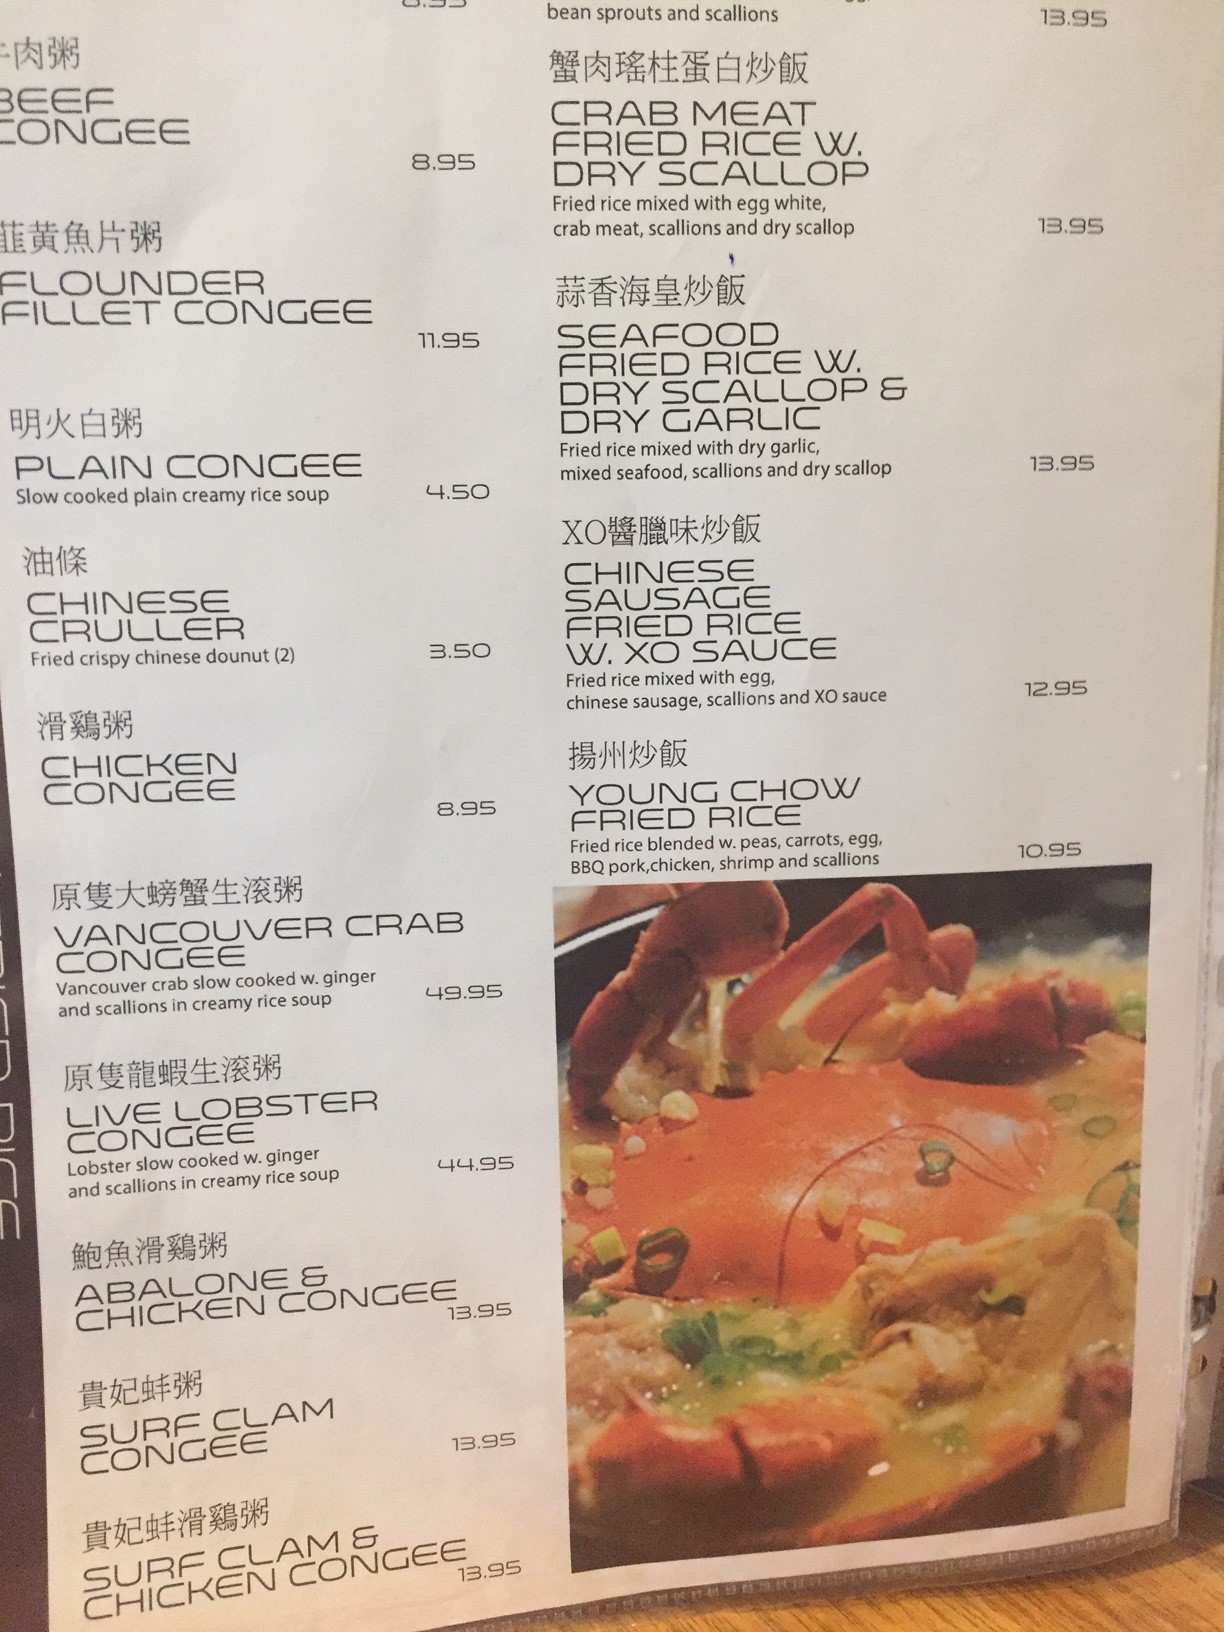 肉粥
BEEF
CONGEE
8.95
韮黃魚片粥
FLOUNDER
FILLET CONGEE
11.95
明火白粥
PLAIN CONGEE
Slow cooked plain creamy rice soup
4.50
油條
CHINESE
CRULLER
Fried crispy chinese dounut (2)
3.50
滑鷄粥
CHICKEN
CONGEE
8.95
原隻大螃蟹生滾粥
VANCOUVER CRAB
CONGEE
Vancouver crab slow cooked w. ginger
and scallions in creamy rice soup
49.95
原隻龍蝦生滾粥
LIVE LOBSTER
CONGEE
Lobster slow cooked w. ginger
and scallions in creamy rice soup
44.95
鮑魚滑鷄粥
ABALONE &
CHICKEN CONGEE
13.95
貴妃蚌粥
SURF CLAM
CONGEE
13.95
貴妃蚌滑鷄粥
SURF CLAM &
CHICKEN CONGEE
13.95
bean sprouts and scallions
13.95
蟹肉瑤柱蛋白炒飯
CRAB MEAT
FRIED RICE W.
DRY SCALLOP
Fried rice mixed with egg white,
crab meat, scallions and dry scallop
13.95
蒜香海皇炒飯
SEAFOOD
FRIED RICE W.
DRY SCALLOP &
DRY GARLIC
Fried rice mixed with dry garlic,
mixed seafood, scallions and dry scallop
13.95
XO醬臘味炒飯
CHINESE
SAUSAGE
FRIED RICE
W. XO SAUCE
Fried rice mixed with egg,
chinese sausage, scallions and XO sauce
12.95
揚州炒飯
YOUNG CHOW
FRIED RICE
Fried rice blended w. peas, carrots, egg,
BBQ pork,chicken, shrimp and scallions
10.95